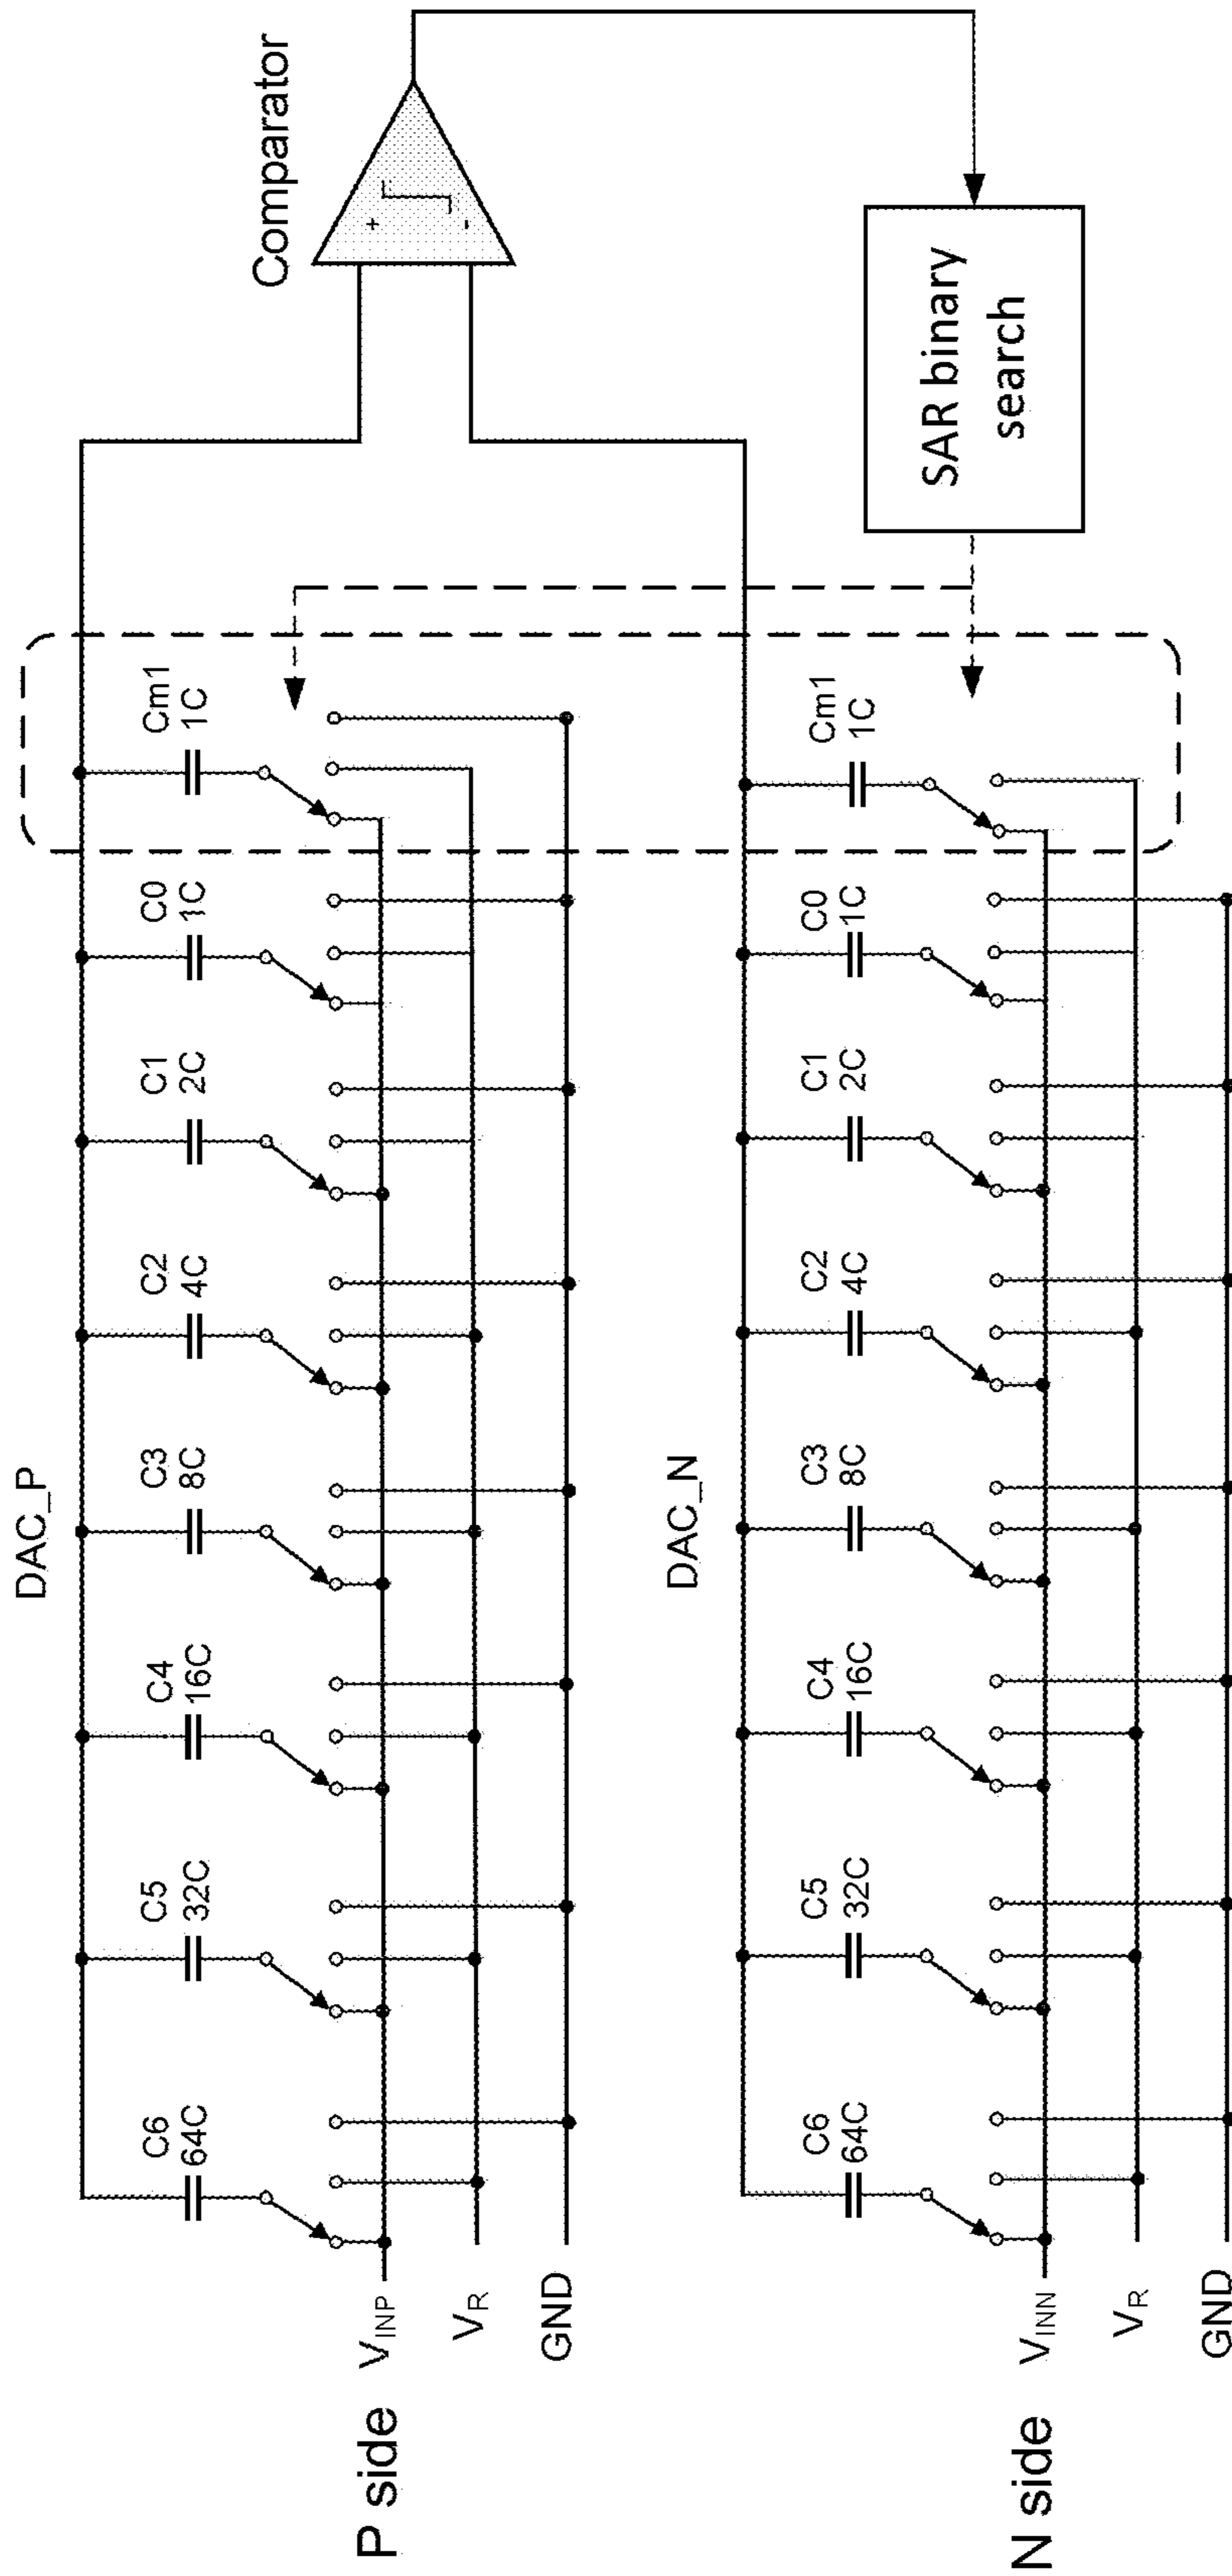 DAC_P
C6
64C
C5
32C
C4
16C
C3
8C
C2
4C
C1
2C
C0
1C
Cm1
1C
Comparator
+
-
P side
VINP
VR
GND
DAC_N
C6
64C
C5
32C
C4
16C
C3
8C
C2
4C
C1
2C
C0
1C
Cm1
1C
SAR binary
search
N side
VINN
VR
GND